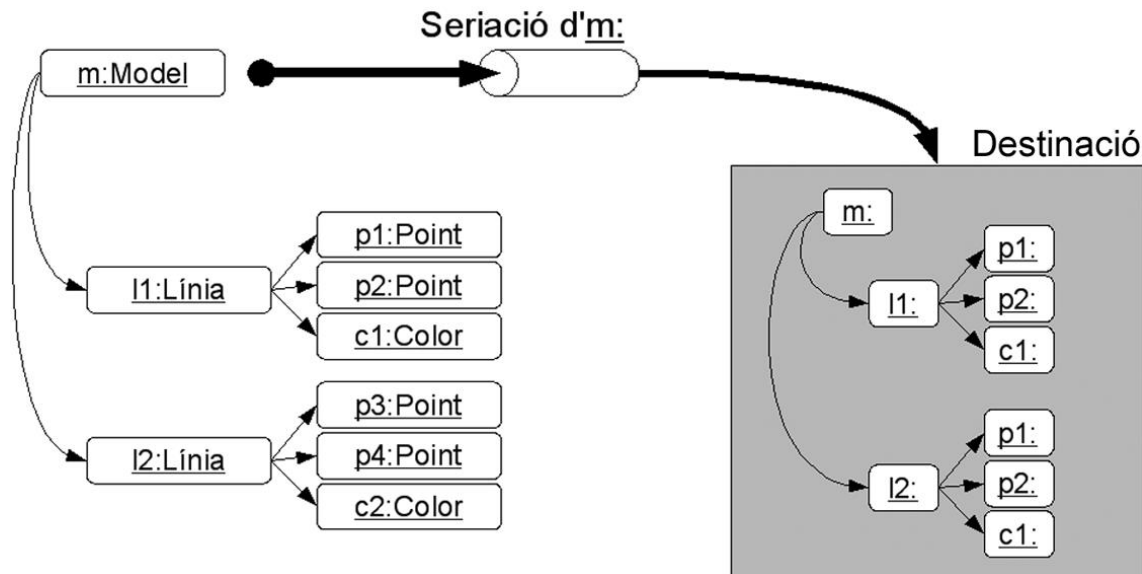 Seriació d'm:
m:Model
Destinació
l1:Línia
p1:Point
p2:Point
c1:Color
l2:Línia
p3:Point
p4:Point
c2:Color
m:
l1:
p1:
p2:
c1:
l2:
p1:
p2:
c1: